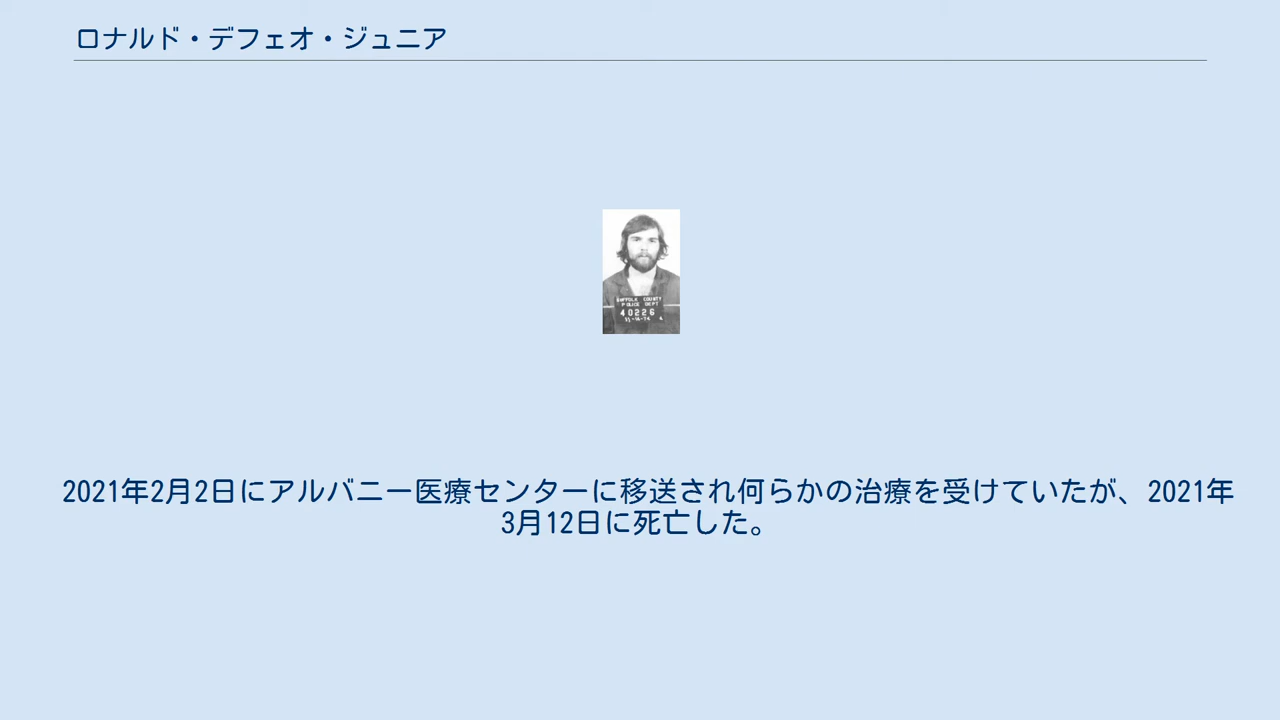 ロナルド・デフェオ・ジュニア
SUFFOLK COUNTY
POLICE DEPT
40226
2021年2月2日にアルバニー医療センターに移送され何らかの治療を受けていたが、2021年
3月12日に死亡した。